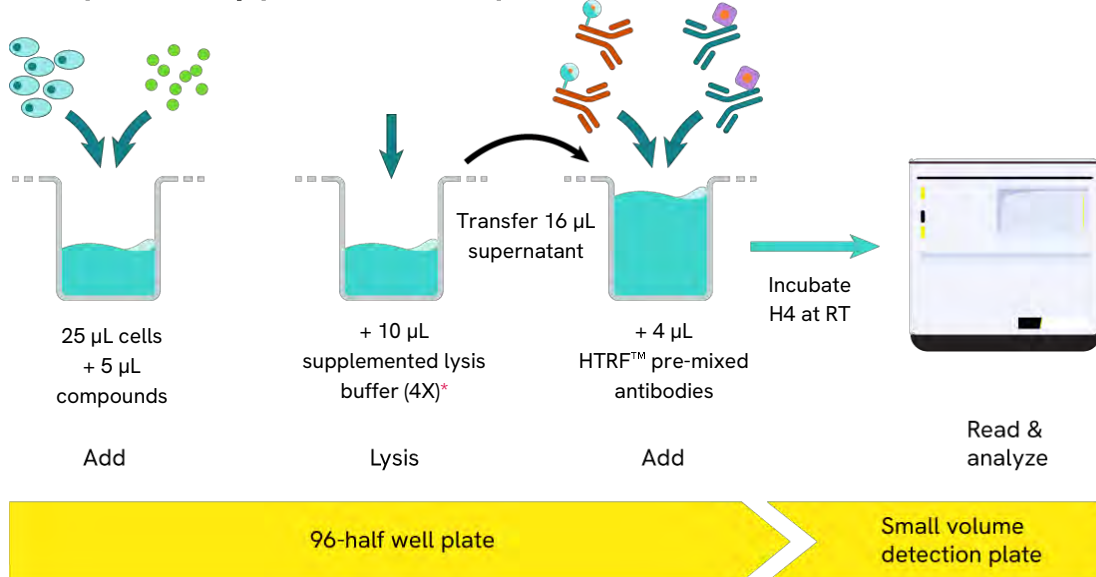 25 µL cells
+ 5 µL
compounds
Add
+ 10 µL
supplemented lysis
buffer (4X)*
Lysis
Transfer 16 µL
supernatant
+ 4 µL
HTRF™ pre-mixed
antibodies
Add
Incubate
H4 at RT
Read &
analyze
96-half well plate
Small volume
detection plate